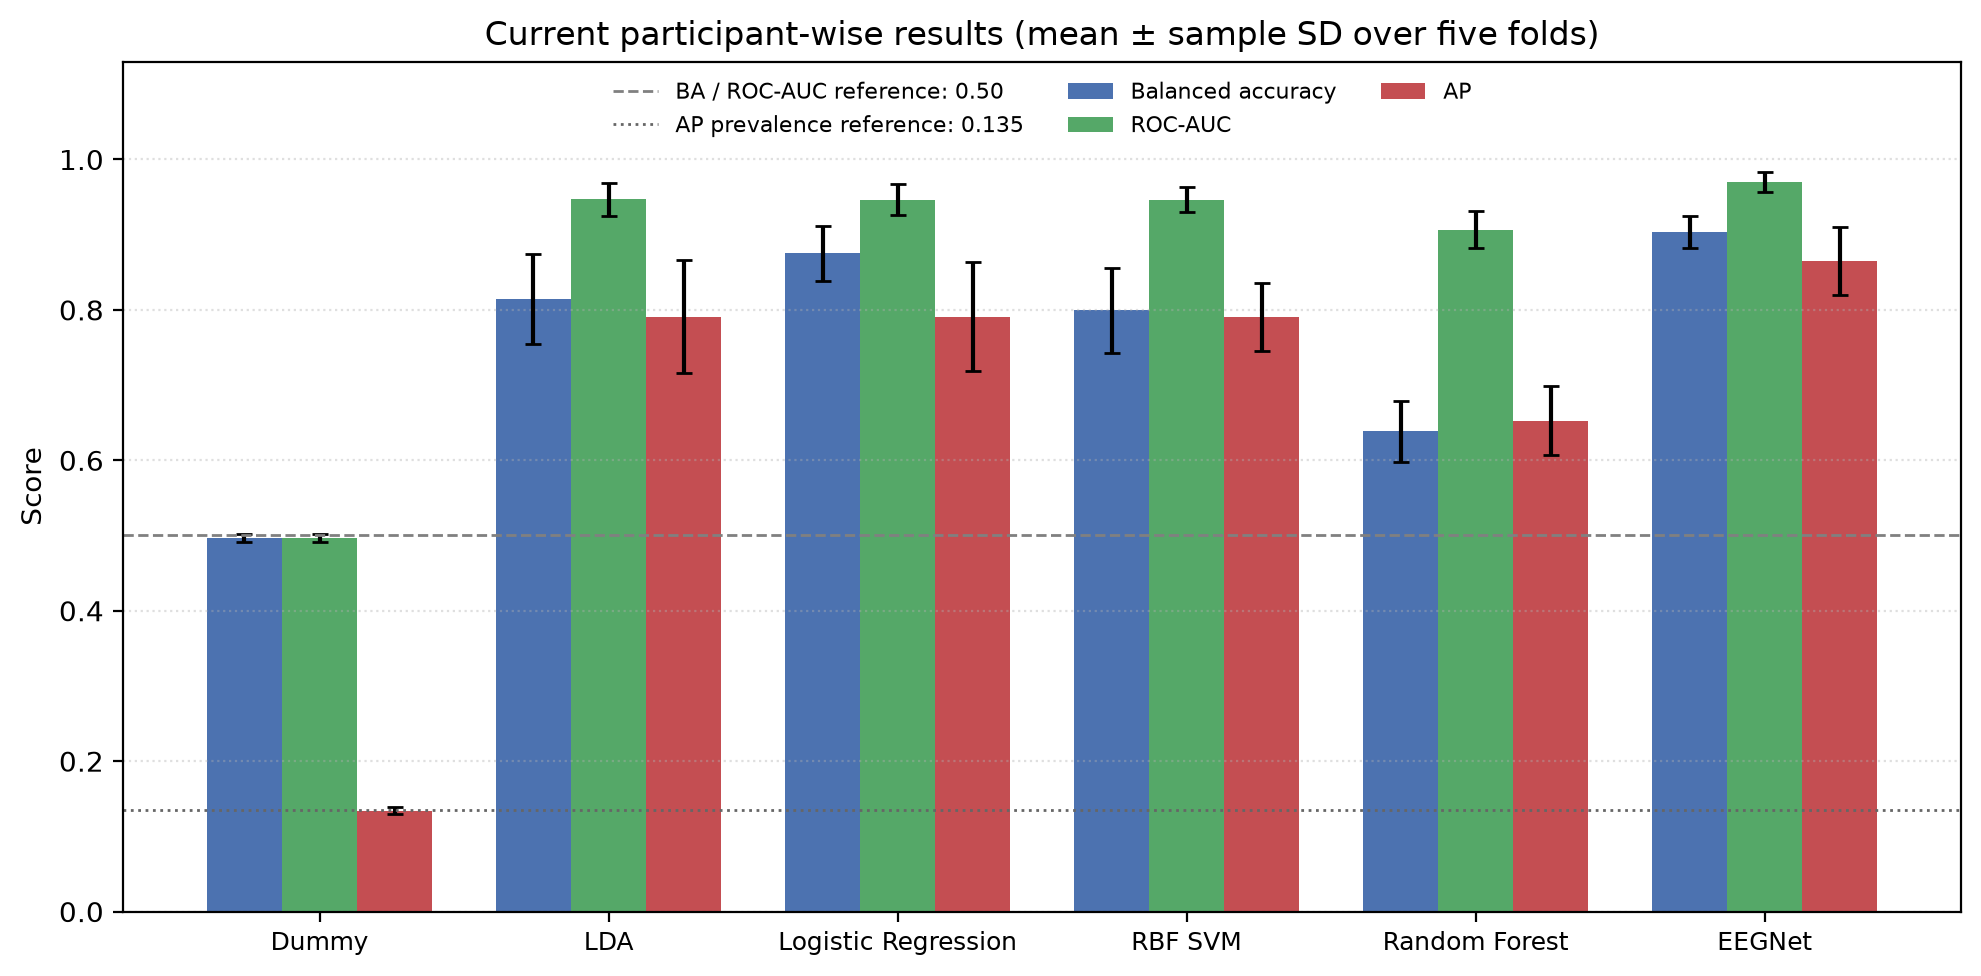 Current participant-wise results (mean ± sample SD over five folds)
BA / ROC-AUC reference: 0.50
AP prevalence reference: 0.135
Balanced accuracy
ROC-AUC
AP
Score
1.0
0.8
0.6
0.4
0.2
0.0
Dummy
LDA
Logistic Regression
RBF SVM
Random Forest
EEGNet